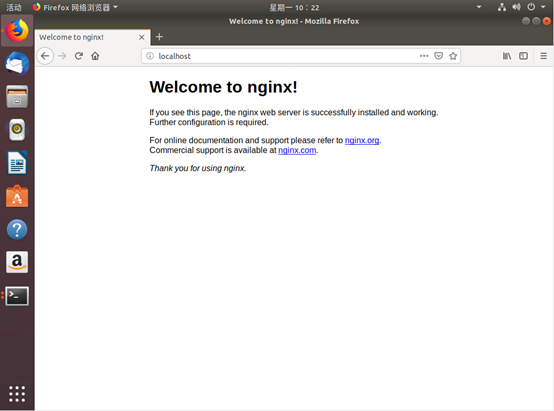 活动 Firefox 网络浏览器 星期一 10：22
Welcome to nginx! - Mozilla Firefox
Welcome to nginx!
localhost
Welcome to nginx!
If you see this page, the nginx web server is successfully installed and working.
Further configuration is required.
For online documentation and support please refer to nginx.org.
Commercial support is available at nginx.com.
Thank you for using nginx.